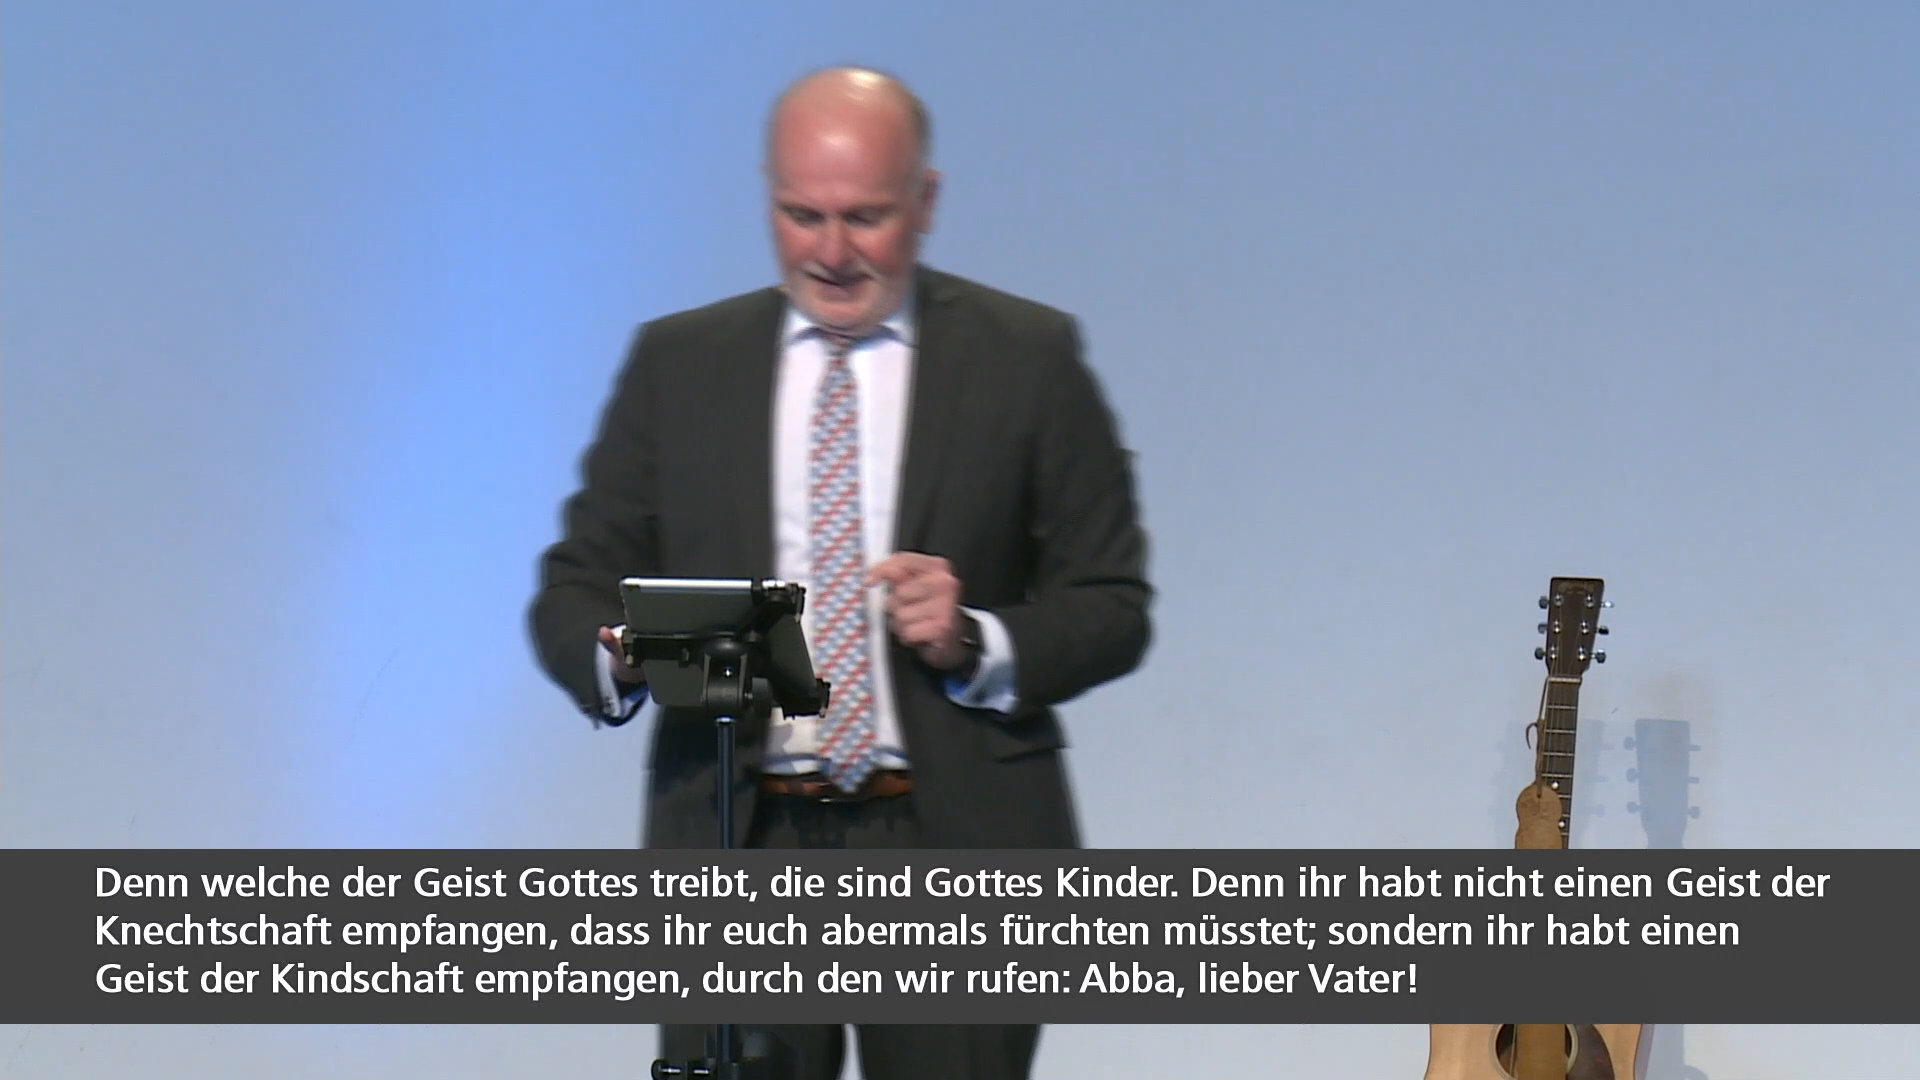 Denn welche der Geist Gottes treibt, die sind Gottes Kinder. Denn ihr habt nicht einen Geist der
Knechtschaft empfangen, dass ihr euch abermals fürchten müsstet; sondern ihr habt einen
Geist der Kindschaft empfangen, durch den wir rufen: Abba, lieber Vater!